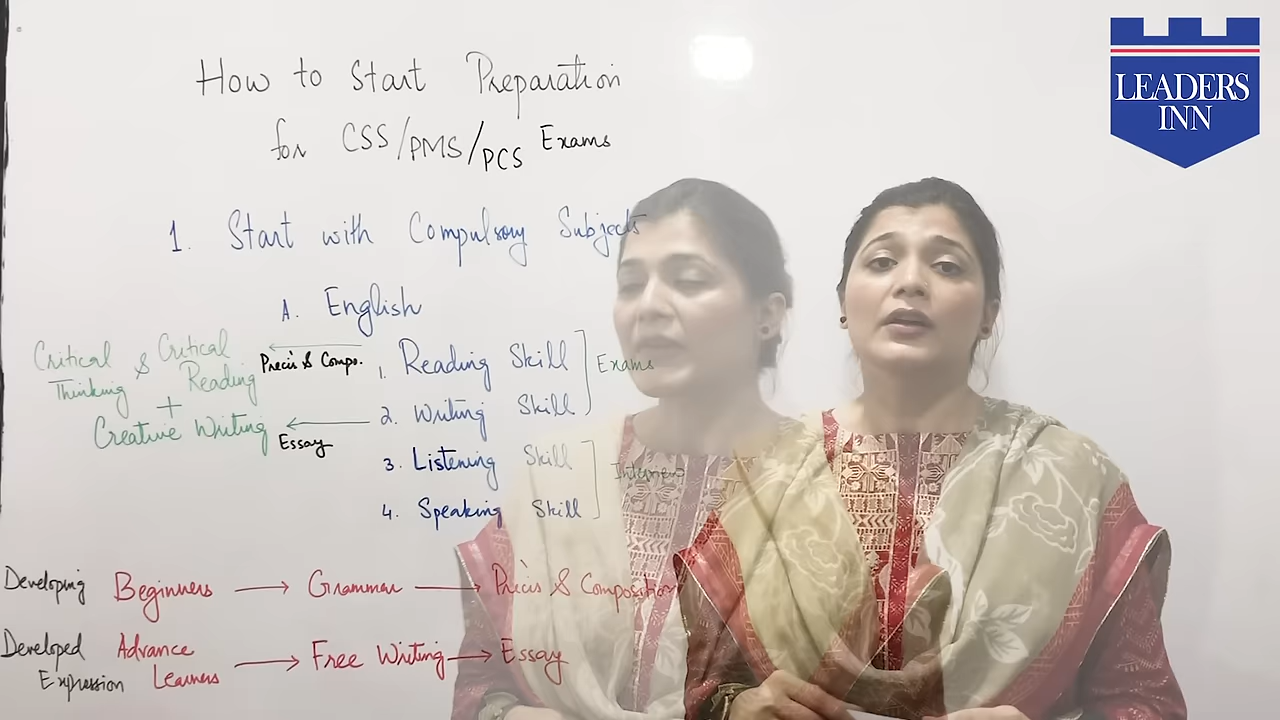 How to Start Preparation
for CSS/PMS/PCS Exams
1. Start with Compulsory Subjects
A. English
1. Reading Skill
2. Writing Skill
Exams
3. Listening Skill
4. Speaking Skill
Interview
Precis & Compo.
Critical Thinking & Critical Reading
+
Creative Writing
Essay
Developing Beginners → Grammar → Précis & Composition
Developed Expression Advance Learners → Free Writing → Essay
LEADERS
INN